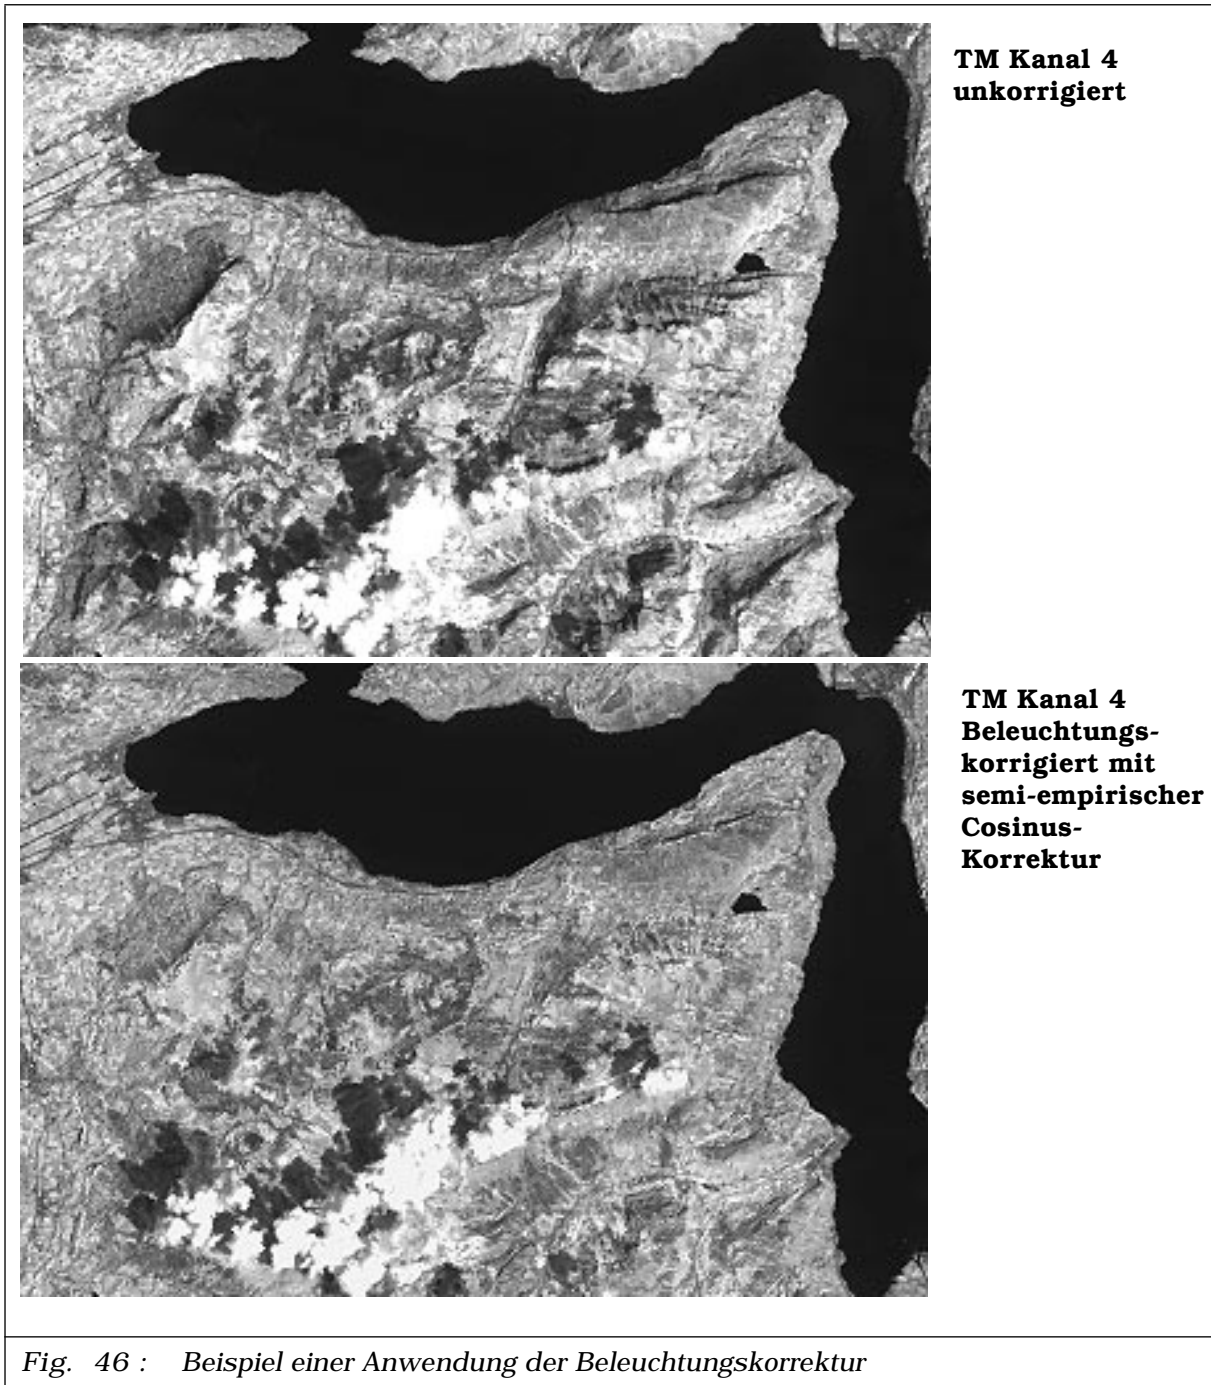 TM Kanal 4
unkorrigiert
TM Kanal 4
Beleuchtungs-
korrigiert mit
semi-empirischer
Cosinus-
Korrektur
Fig. 46 : Beispiel einer Anwendung der Beleuchtungskorrektur